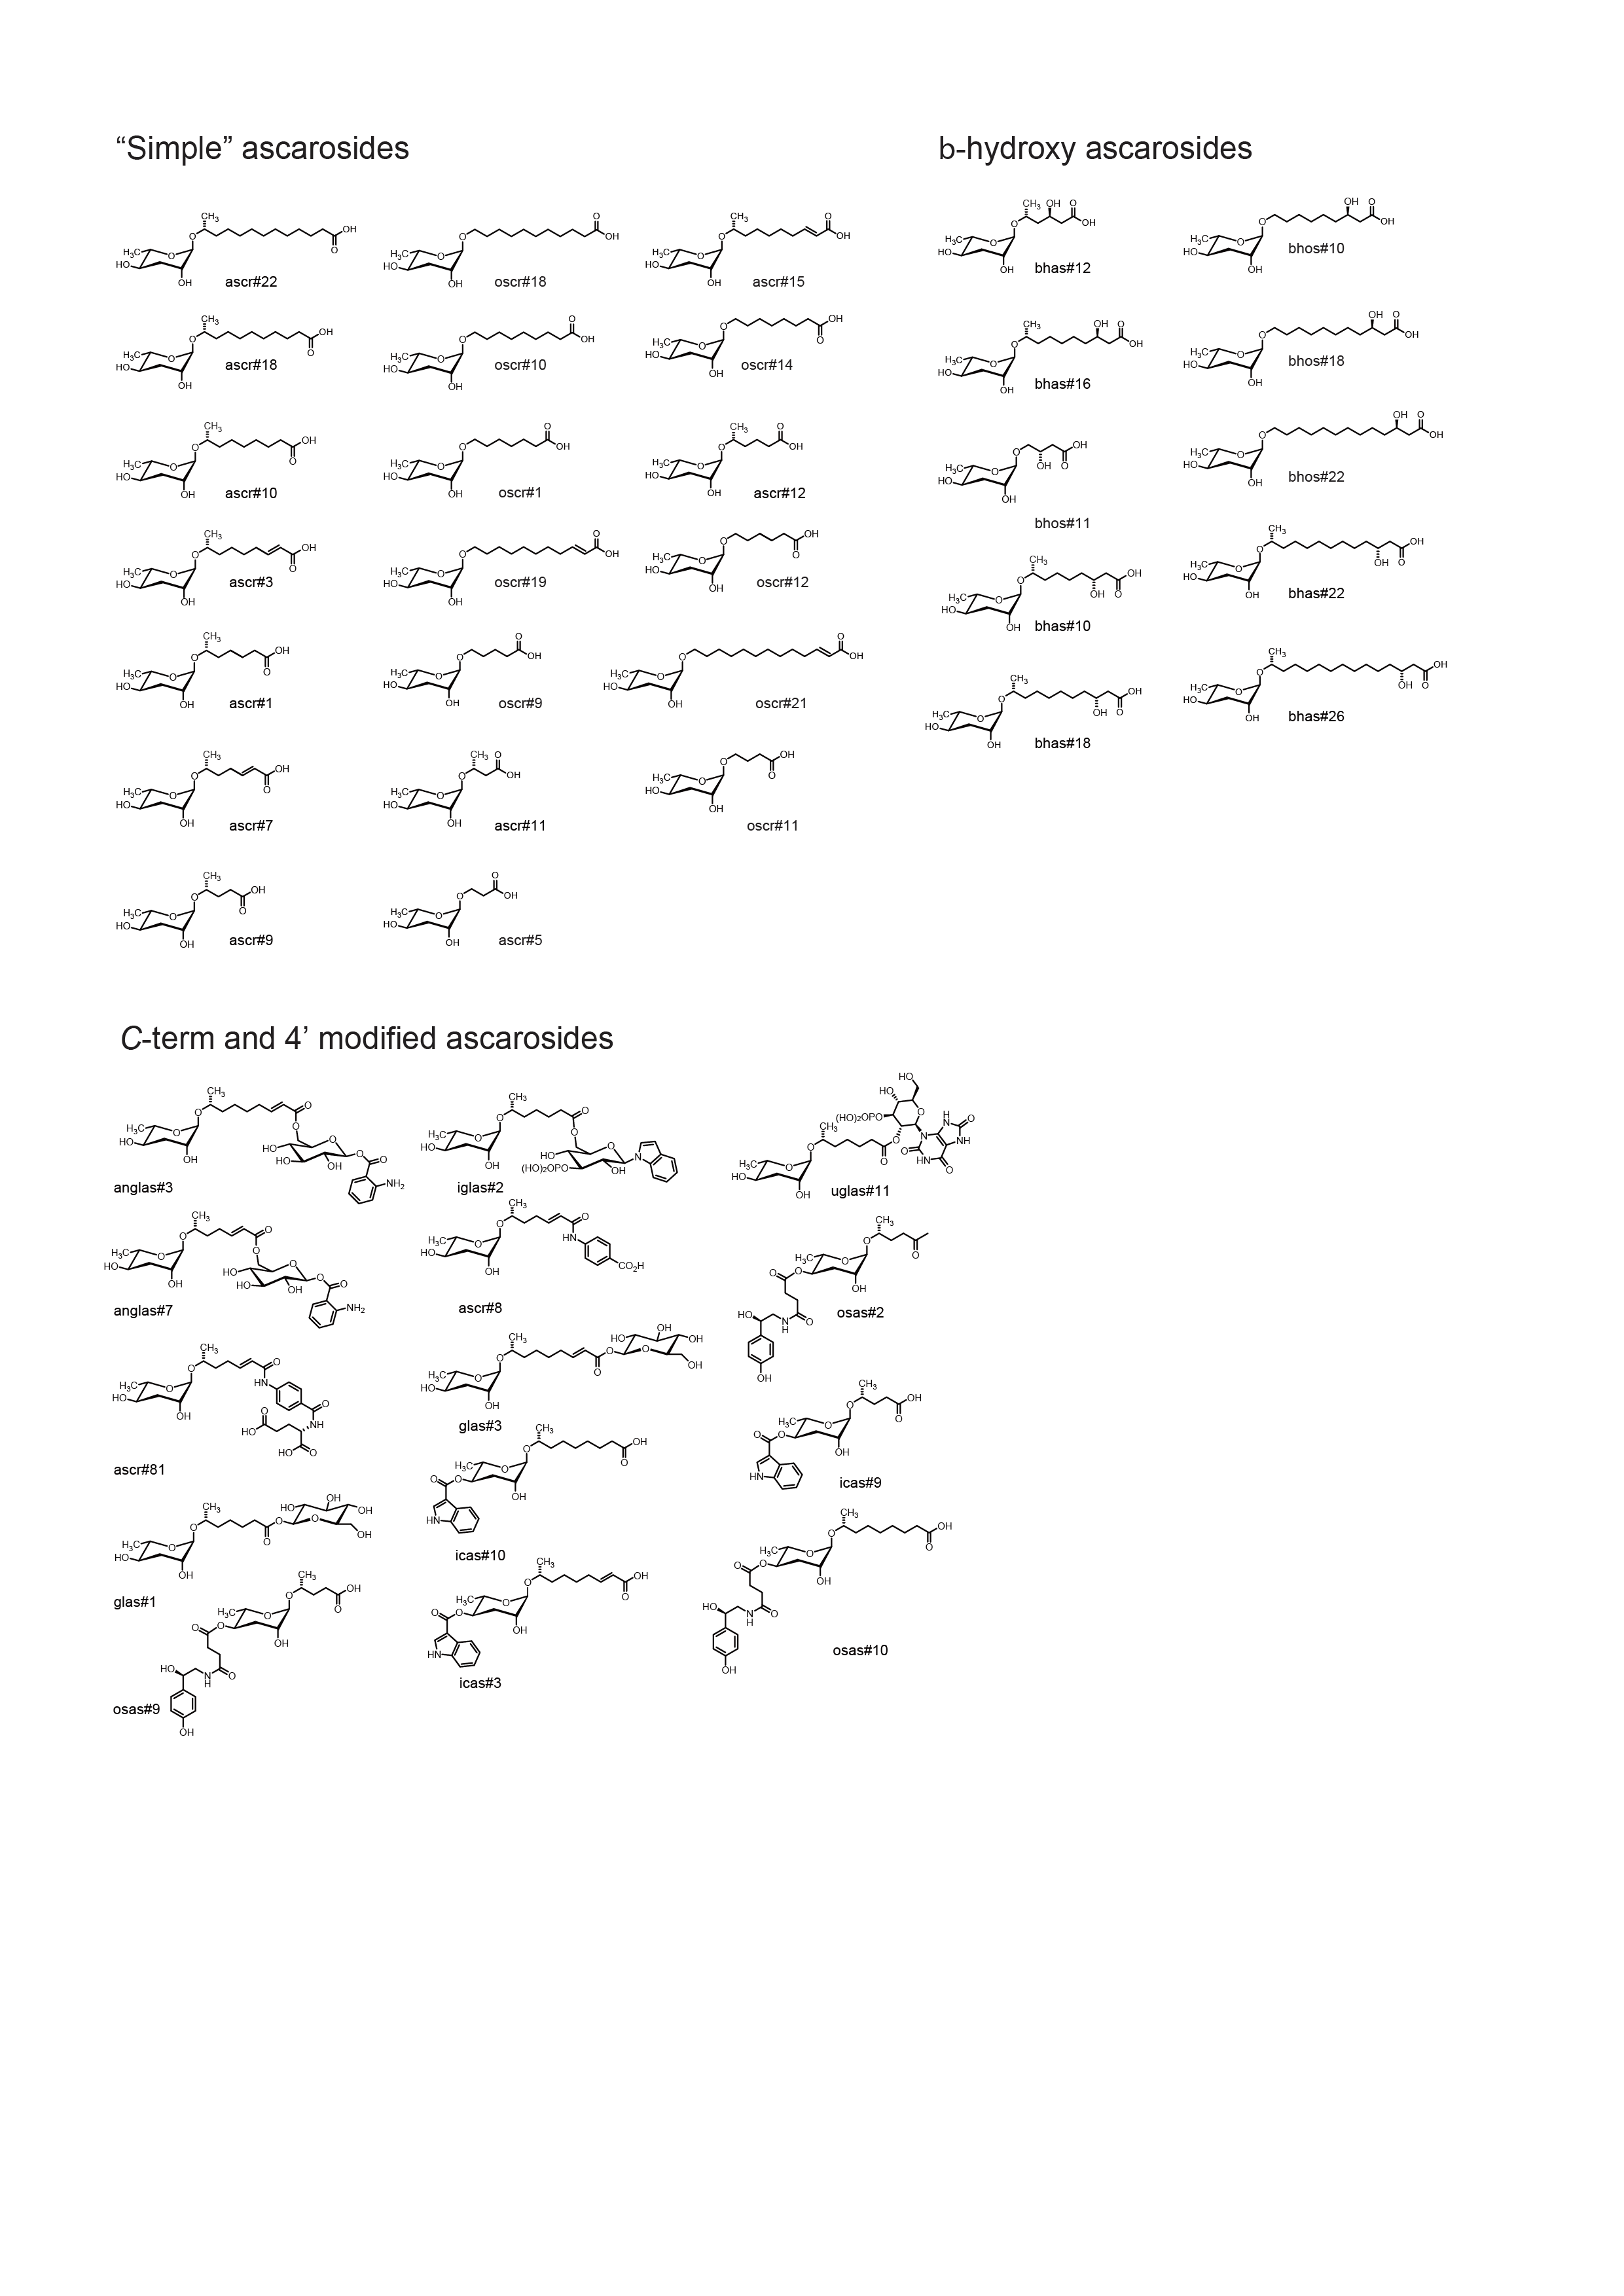 “Simple” ascarosides
ascr#22
oscr#18
ascr#15
ascr#18
oscr#10
oscr#14
ascr#10
oscr#1
ascr#12
ascr#3
oscr#19
oscr#12
ascr#1
oscr#9
oscr#21
ascr#7
ascr#11
oscr#11
ascr#9
ascr#5
b-hydroxy ascarosides
bhas#12
bhos#10
bhas#16
bhos#18
bhos#11
bhos#22
bhas#10
bhas#22
bhas#18
bhas#26
C-term and 4’ modified ascarosides
anglas#3
iglas#2
uglas#11
anglas#7
ascr#8
osas#2
ascr#81
glas#3
icas#9
glas#1
icas#10
osas#10
osas#9
icas#3